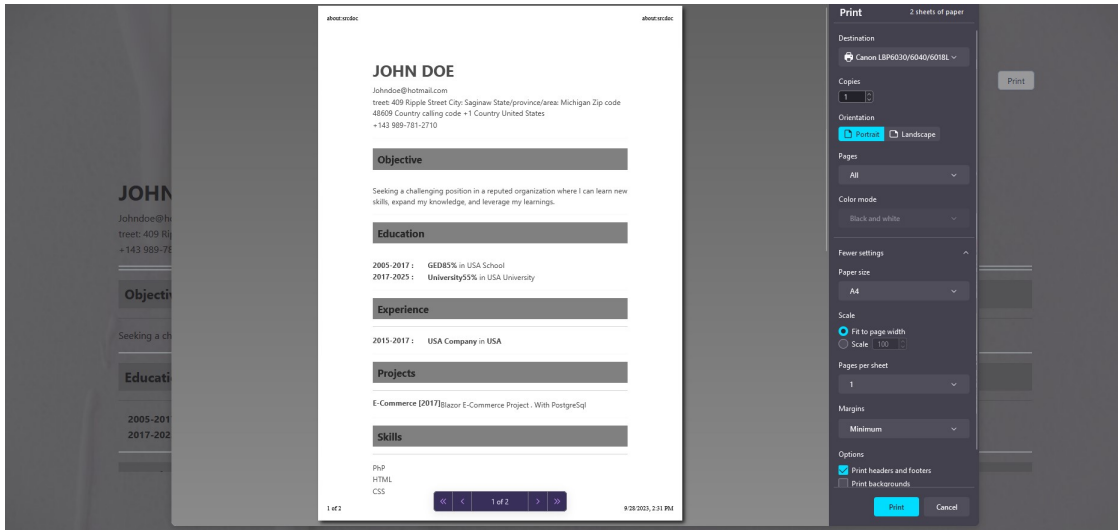 about:srcdoc
about:srcdoc
JOHN DOE
Johndoe@hotmail.com
treet: 409 Ripple Street City: Saginaw State/province/area: Michigan Zip code
48609 Country calling code +1 Country United States
+143 989-781-2710
Objective
Seeking a challenging position in a reputed organization where I can learn new
skills, expand my knowledge, and leverage my learnings.
Education
2005-2017 : GED85% in USA School
2017-2025 : University55% in USA University
Experience
2015-2017 : USA Company in USA
Projects
E-Commerce [2017]Blazor E-Commerce Project . With PostgreSql
Skills
PhP
HTML
CSS
1 of 2
1 of 2
9/28/2023, 2:31 PM
Print
2 sheets of paper
Destination
Canon LBP6030/6040/6018L
Copies
1
Orientation
Portrait
Landscape
Pages
All
Color mode
Black and white
Fewer settings
Paper size
A4
Scale
Fit to page width
Scale 100
Pages per sheet
1
Margins
Minimum
Options
Print headers and footers
Print backgrounds
Print
Cancel
Print
JOHN
Johndoe@h
treet: 409 Rip
+143 989-78
Objecti
Seeking a ch
Educati
2005-201
2017-202